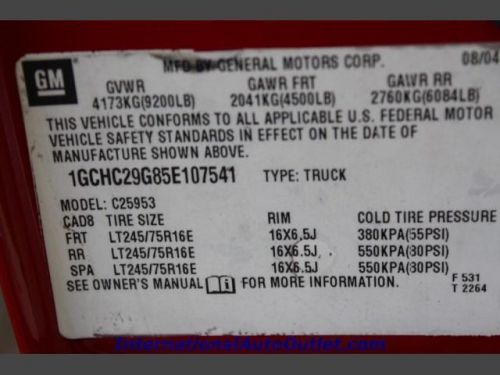 GM
MFD BY GENERAL MOTORS CORP. 08/04
GVWR GAWR FRT GAWR RR
4173KG(9200LB) 2041KG(4500LB) 2760KG(6084LB)
THIS VEHICLE CONFORMS TO ALL APPLICABLE U.S. FEDERAL MOTOR
VEHICLE SAFETY STANDARDS IN EFFECT ON THE DATE OF
MANUFACTURE SHOWN ABOVE.
1GCHC29G85E107541 TYPE: TRUCK
MODEL: C25953
CAD8 TIRE SIZE RIM COLD TIRE PRESSURE
FRT LT245/75R16E 16X6.5J 380KPA(55PSI)
RR LT245/75R16E 16X6.5J 550KPA(80PSI)
SPA LT245/75R16E 16X6.5J 550KPA(80PSI)
SEE OWNER'S MANUAL FOR MORE INFORMATION.
F 531
T 2264
InternationalAutoOutlet.com